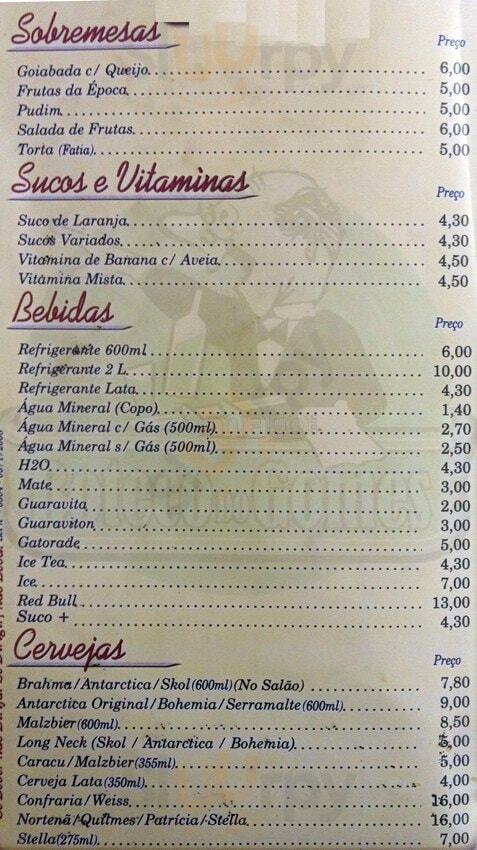 Sobremesas Preço
Goiabada c/ Queijo 6,00
Frutas da Época 5,00
Pudim 5,00
Salada de Frutas 6,00
Torta (Fatia) 5,00
Sucos e Vitaminas Preço
Suco de Laranja 4,30
Sucos Variados 4,30
Vitamina de Banana c/ Aveia 4,50
Vitamina Mista 4,50
Bebidas Preço
Refrigerante 600ml 6,00
Refrigerante 2 L 10,00
Refrigerante Lata 4,30
Água Mineral (Copo) 1,40
Água Mineral c/ Gás (500ml) 2,70
Água Mineral s/ Gás (500ml) 2,50
H2O 4,30
Mate 3,00
Guaravita 2,00
Guaraviton 3,00
Gatorade 5,00
Ice Tea 4,30
Ice 7,00
Red Bull 13,00
Suco + 4,30
Cervejas Preço
Brahma/Antarctica/Skol(600ml)(No Salão) 7,80
Antarctica Original/Bohemia/Serramalte(600ml) 9,00
Malzbier(600ml) 8,50
Long Neck (Skol / Antarctica / Bohemia) 5,00
Caracu/Malzbier(355ml) 5,00
Cerveja Lata(350ml) 4,00
Confraria/Weiss 16,00
Nortenã/Quilmes/Patrícia/Stella 16,00
Stella(275ml) 7,00